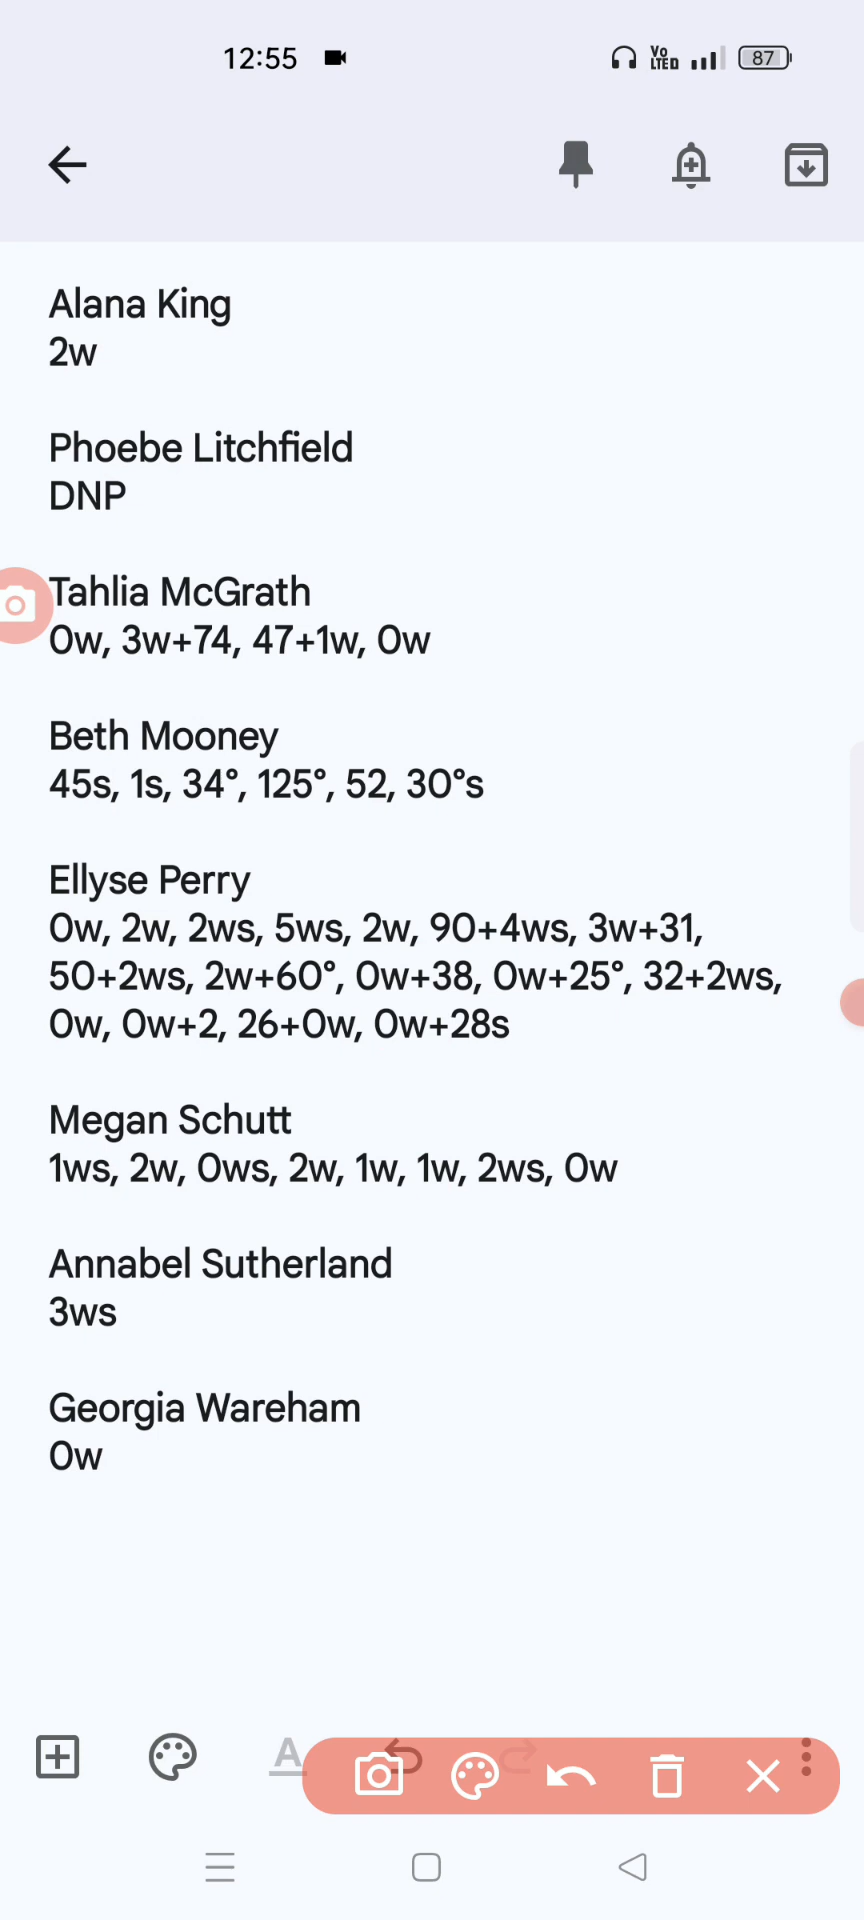 12:55
Vo
LTED
87
Alana King
2w
Phoebe Litchfield
DNP
Tahlia McGrath
0w, 3w+74, 47+1w, 0w
Beth Mooney
45s, 1s, 34°, 125°, 52, 30°s
Ellyse Perry
0w, 2w, 2ws, 5ws, 2w, 90+4ws, 3w+31,
50+2ws, 2w+60°, 0w+38, 0w+25°, 32+2ws,
0w, 0w+2, 26+0w, 0w+28s
Megan Schutt
1ws, 2w, 0ws, 2w, 1w, 1w, 2ws, 0w
Annabel Sutherland
3ws
Georgia Wareham
0w
A